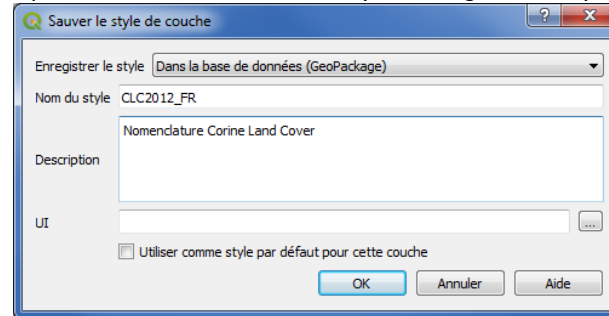 Sauver le style de couche
Enregistrer le style Dans la base de données (GeoPackage)
Nom du style CLC2012_FR
Description Nomenclature Corine Land Cover
UI ...
Utiliser comme style par défaut pour cette couche
OK Annuler Aide